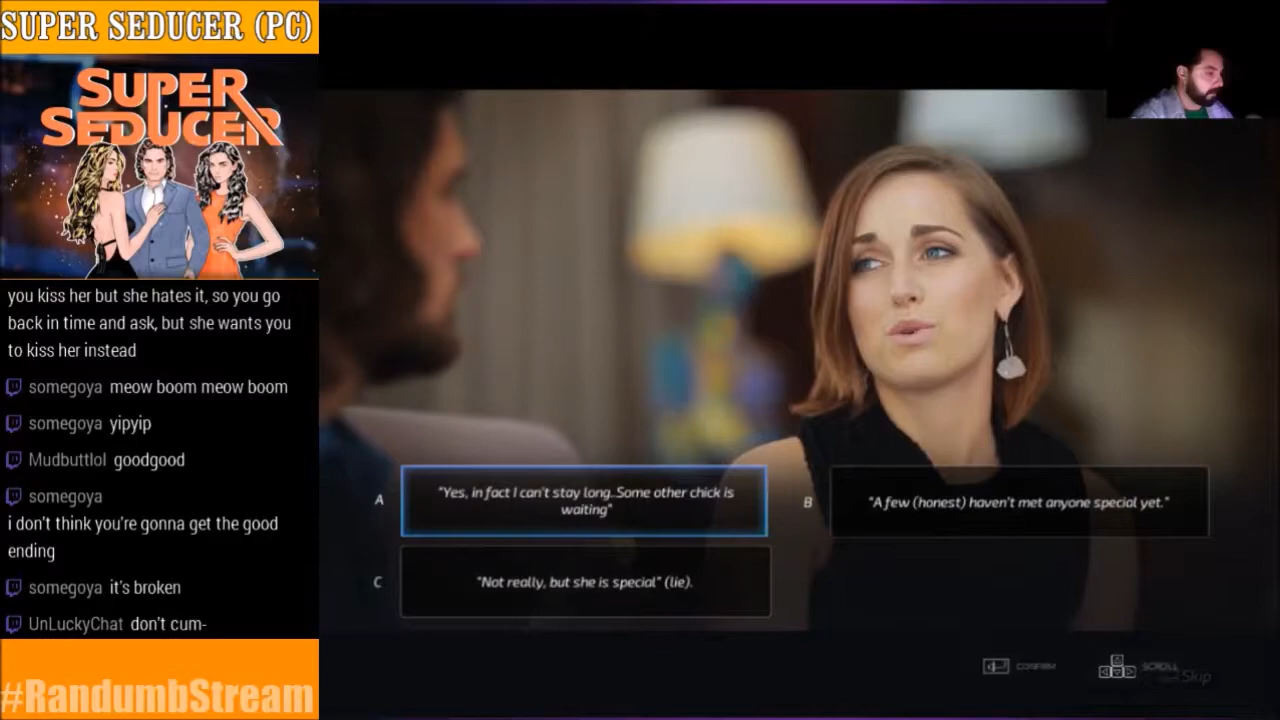 SUPER SEDUCER (PC)
SUPER
SEDUCER
you kiss her but she hates it, so you go
back in time and ask, but she wants you
to kiss her instead
somegoya meow boom meow boom
somegoya yipyip
Mudbuttlol goodgood
somegoya
i don't think you're gonna get the good
ending
somegoya it's broken
UnLuckyChat don't cum-
#RandumbStream
A
"Yes, in fact I can't stay long..Some other chick is
waiting"
B
"A few (honest) haven't met anyone special yet."
C
"Not really, but she is special" (lie).
CONFIRM
SCROLL
Skip